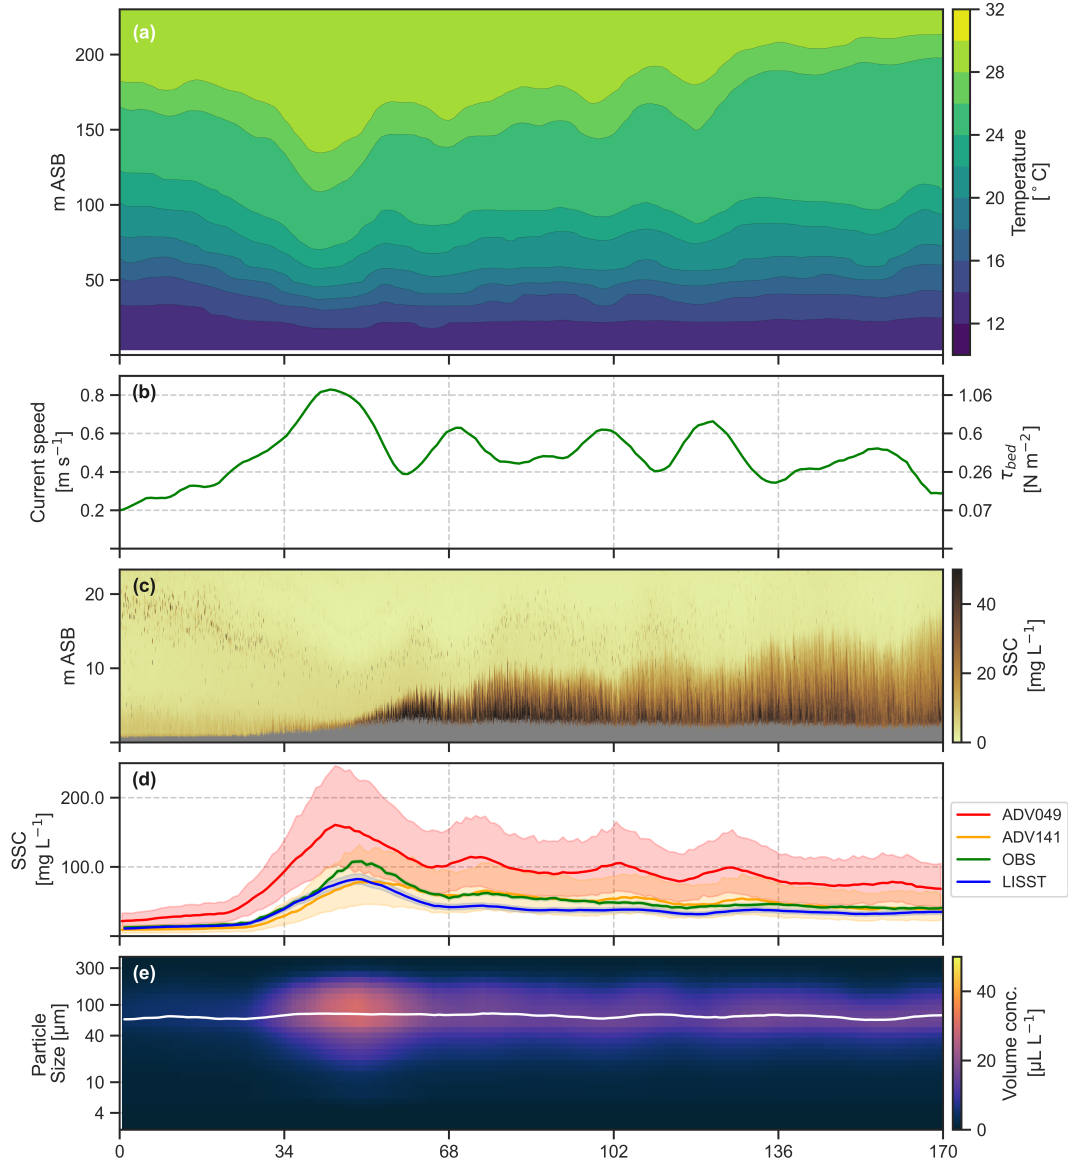 (a)
200
150
100
50
m ASB
32
28
24
20
16
12
Temperature
[°C]
(b)
0.8
0.6
0.4
0.2
Current speed
[m s⁻¹]
1.06
0.6
0.26
0.07
τbed
[N m⁻²]
(c)
20
10
m ASB
40
20
0
SSC
[mg L⁻¹]
(d)
200.0
100.0
SSC
[mg L⁻¹]
ADV049
ADV141
OBS
LISST
(e)
300
100
40
10
4
Particle
Size [µm]
40
20
0
Volume conc.
[µL L⁻¹]
0 34 68 102 136 170